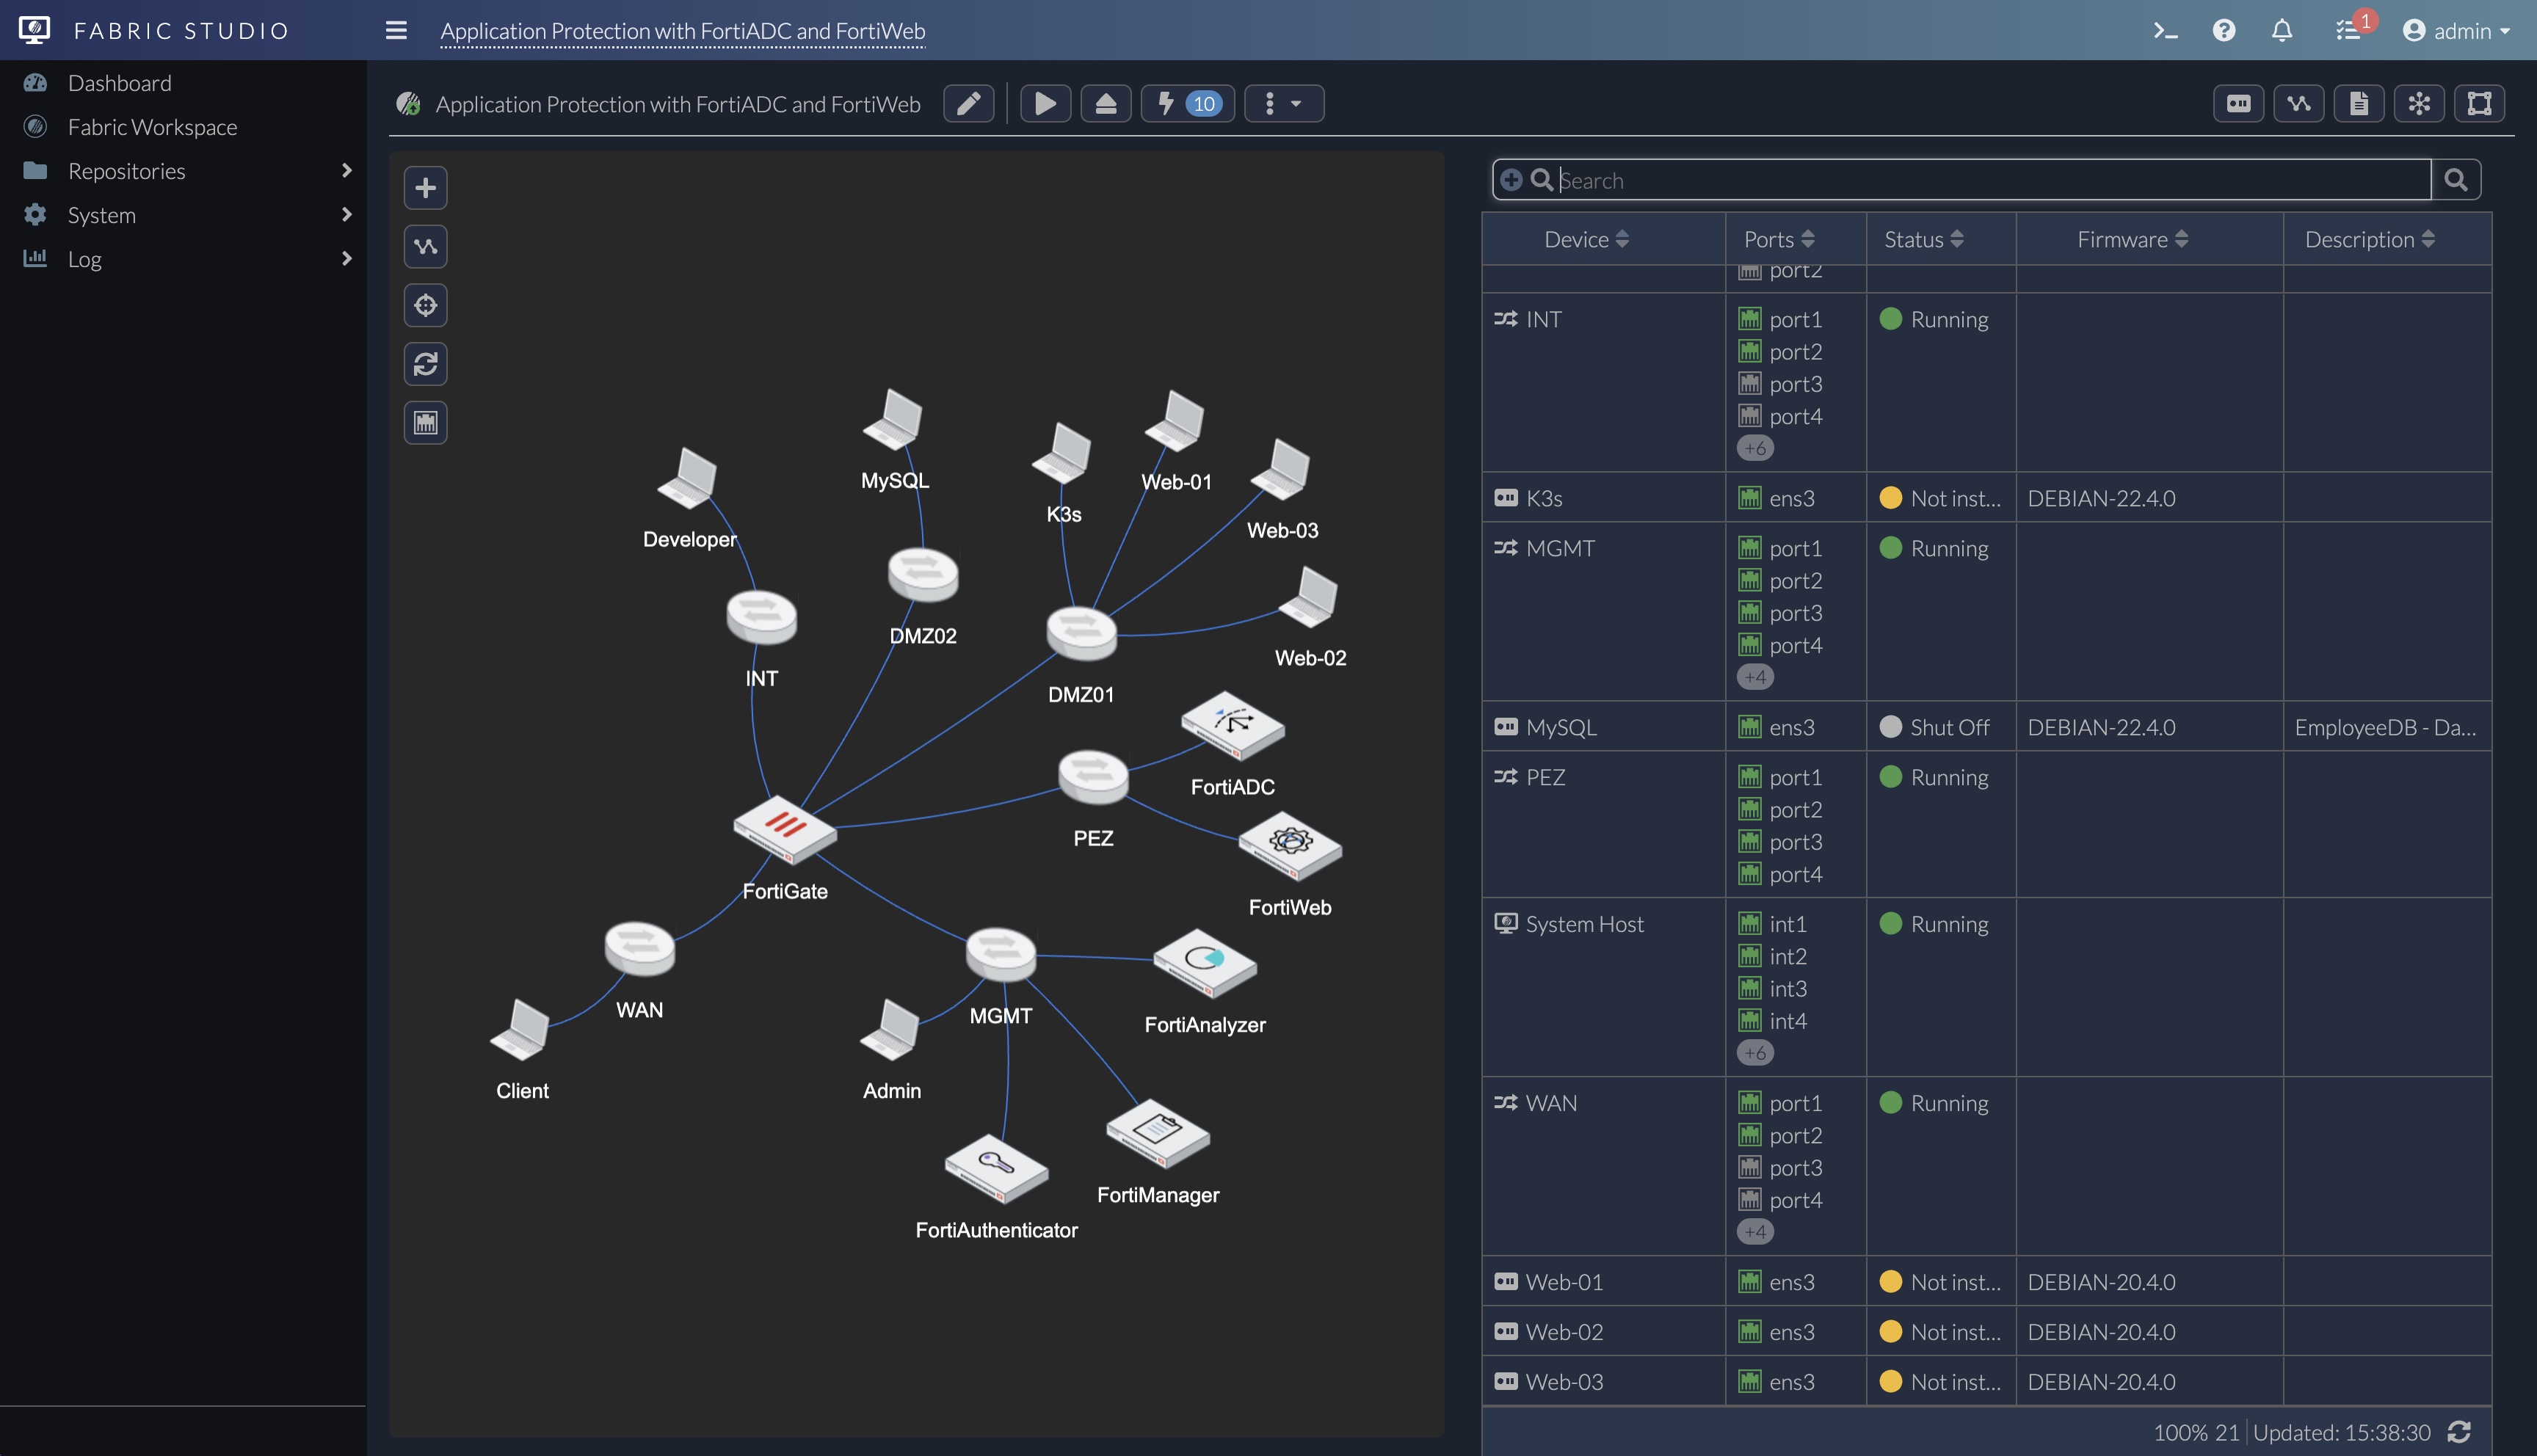 FABRIC STUDIO
Application Protection with FortiADC and FortiWeb
1
admin
Dashboard
Fabric Workspace
Repositories
System
Log
Application Protection with FortiADC and FortiWeb
10
MySQL
Developer
K3s
Web-01
Web-03
DMZ02
INT
Web-02
DMZ01
FortiADC
PEZ
FortiGate
FortiWeb
WAN
MGMT
FortiAnalyzer
Client
Admin
FortiManager
FortiAuthenticator
Search
Device Ports Status Firmware Description
port2
INT port1 Running
port2
port3
port4
+6
K3s ens3 Not inst... DEBIAN-22.4.0
MGMT port1 Running
port2
port3
port4
+4
MySQL ens3 Shut Off DEBIAN-22.4.0 EmployeeDB - Da...
PEZ port1 Running
port2
port3
port4
System Host int1 Running
int2
int3
int4
+6
WAN port1 Running
port2
port3
port4
+4
Web-01 ens3 Not inst... DEBIAN-20.4.0
Web-02 ens3 Not inst... DEBIAN-20.4.0
Web-03 ens3 Not inst... DEBIAN-20.4.0
100% 21 Updated: 15:38:30